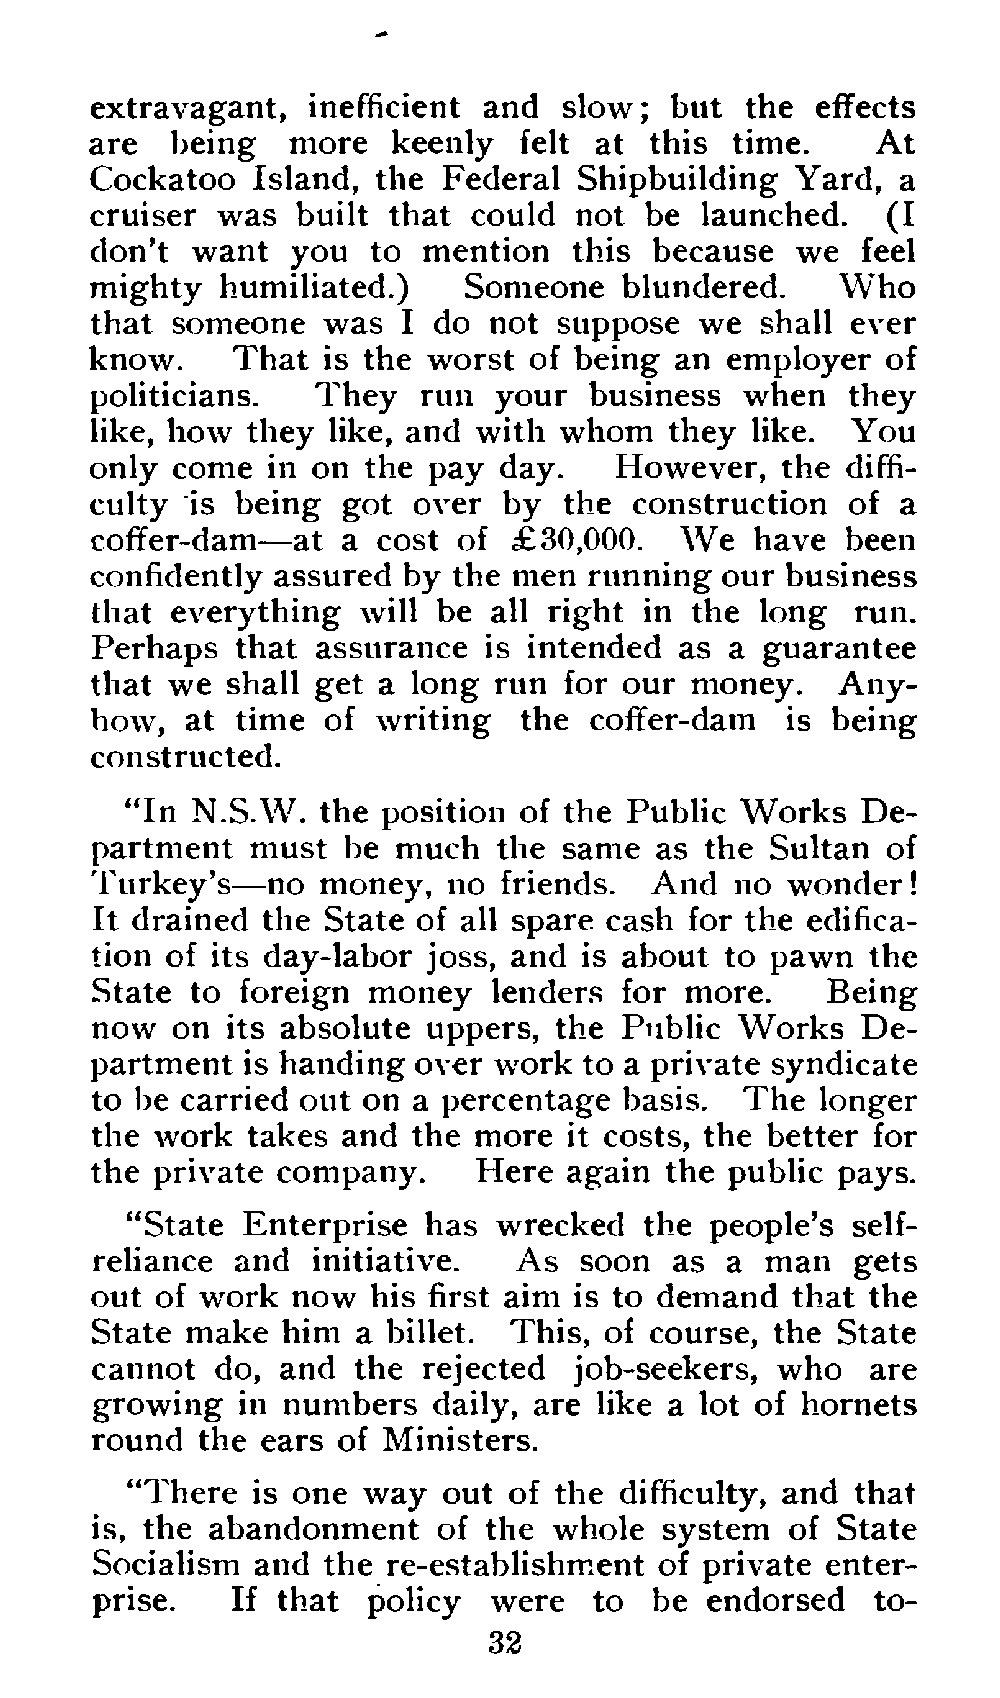 extravagant, inefficient and slow; but the effects
are being more keenly felt at this time. At
Cockatoo Island, the Federal Shipbuilding Yard, a
cruiser was built that could not be launched. (I
don't want you to mention this because we feel
mighty humiliated.) Someone blundered. Who
that someone was I do not suppose we shall ever
know. That is the worst of being an employer of
politicians. They run your business when they
like, how they like, and with whom they like. You
only come in on the pay day. However, the diffi-
culty is being got over by the construction of a
coffer-dam—at a cost of £30,000. We have been
confidently assured by the men running our business
that everything will be all right in the long run.
Perhaps that assurance is intended as a guarantee
that we shall get a long run for our money. Any-
how, at time of writing the coffer-dam is being
constructed.
"In N.S.W. the position of the Public Works De-
partment must be much the same as the Sultan of
Turkey's—no money, no friends. And no wonder!
It drained the State of all spare cash for the edifica-
tion of its day-labor joss, and is about to pawn the
State to foreign money lenders for more. Being
now on its absolute uppers, the Public Works De-
partment is handing over work to a private syndicate
to be carried out on a percentage basis. The longer
the work takes and the more it costs, the better for
the private company. Here again the public pays.
"State Enterprise has wrecked the people's self-
reliance and initiative. As soon as a man gets
out of work now his first aim is to demand that the
State make him a billet. This, of course, the State
cannot do, and the rejected job-seekers, who are
growing in numbers daily, are like a lot of hornets
round the ears of Ministers.
"There is one way out of the difficulty, and that
is, the abandonment of the whole system of State
Socialism and the re-establishment of private enter-
prise. If that policy were to be endorsed to-
32